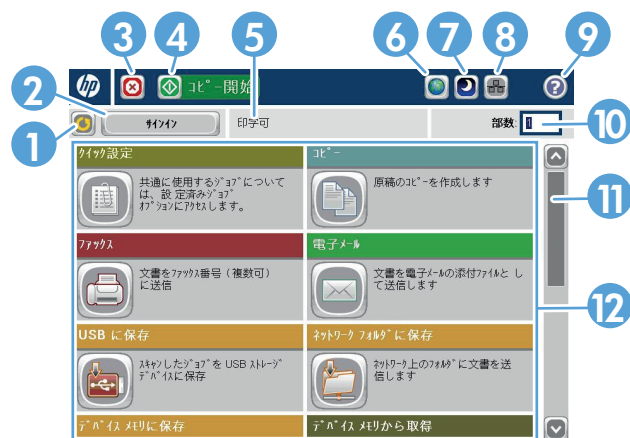 3
4
5
6
7
8
9
2
hp
コピー開始
1
サインイン
印字可
部数:
1
10
クイック設定
コピー
11
共通に使用するジョブについて
は、設 定済みジョブ
オプションにアクセスします。
原稿のコピーを作成します
ファックス
電子メール
文書をファックス番号（複数可）
に送信
文書を電子メールの添付ファイルと し
て送信します
12
USB に保存
ネットワーク フォルダに保存
スキャンしたジョブを USB ストレージ
デバイスに保存
ネットワーク上のフォルダに文書を送
信します
デバイス メモリに保存
デバイス メモリから取得